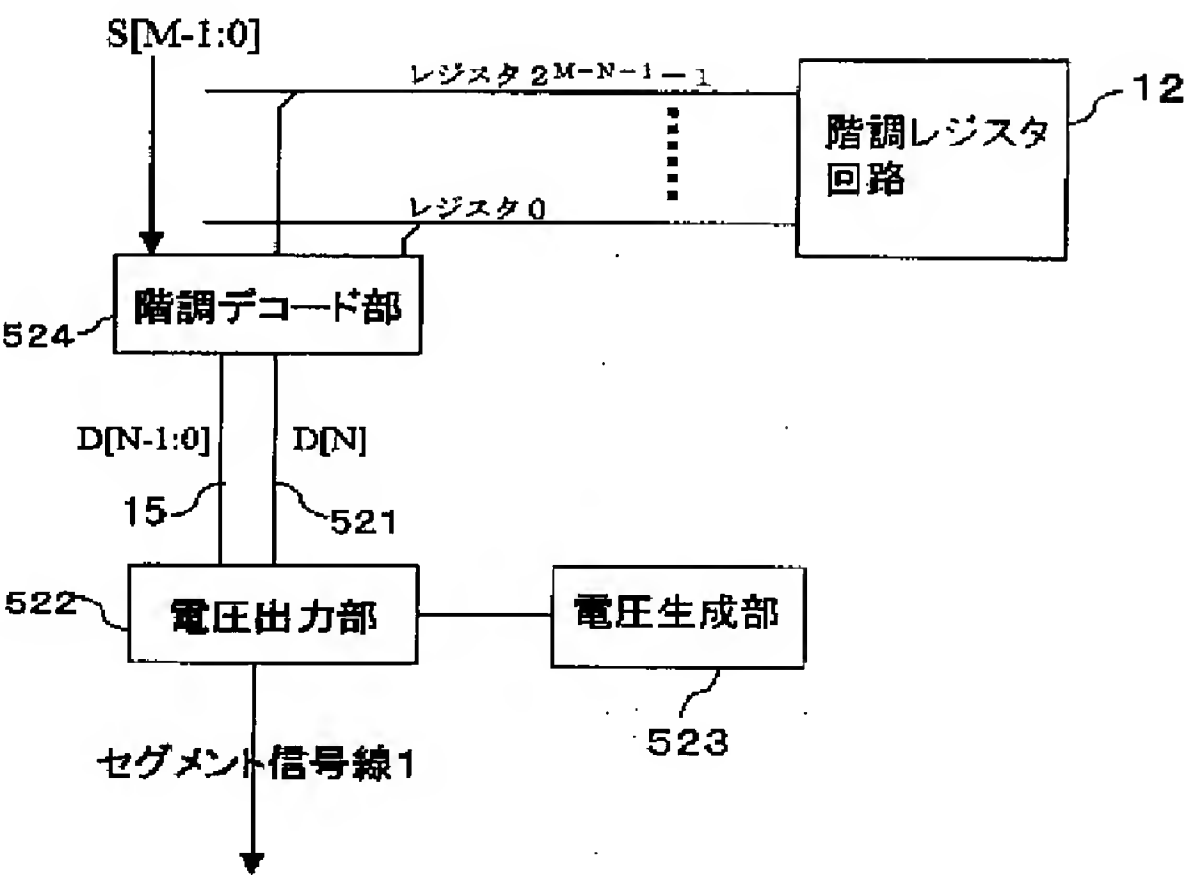 S[M-1:0]
レジスタ 2^{M-N-1}-1
12
階調レジスタ
回路
レジスタ0
階調デコード部
524
D[N-1:0]
D[N]
15
521
522
電圧出力部
電圧生成部
523
セグメント信号線1